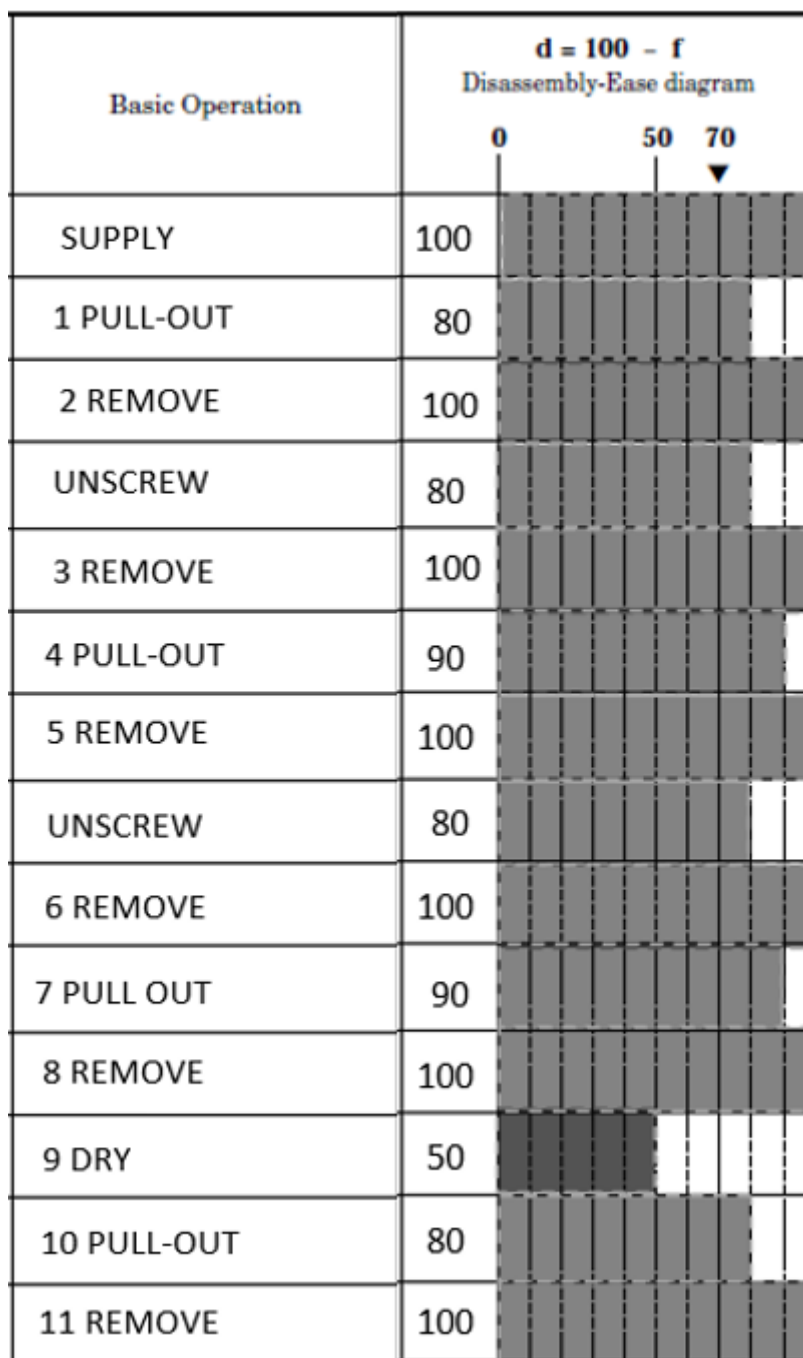 Basic Operation
d = 100 - f
Disassembly-Ease diagram
0 50 70
SUPPLY 100
1 PULL-OUT 80
2 REMOVE 100
UNSCREW 80
3 REMOVE 100
4 PULL-OUT 90
5 REMOVE 100
UNSCREW 80
6 REMOVE 100
7 PULL OUT 90
8 REMOVE 100
9 DRY 50
10 PULL-OUT 80
11 REMOVE 100